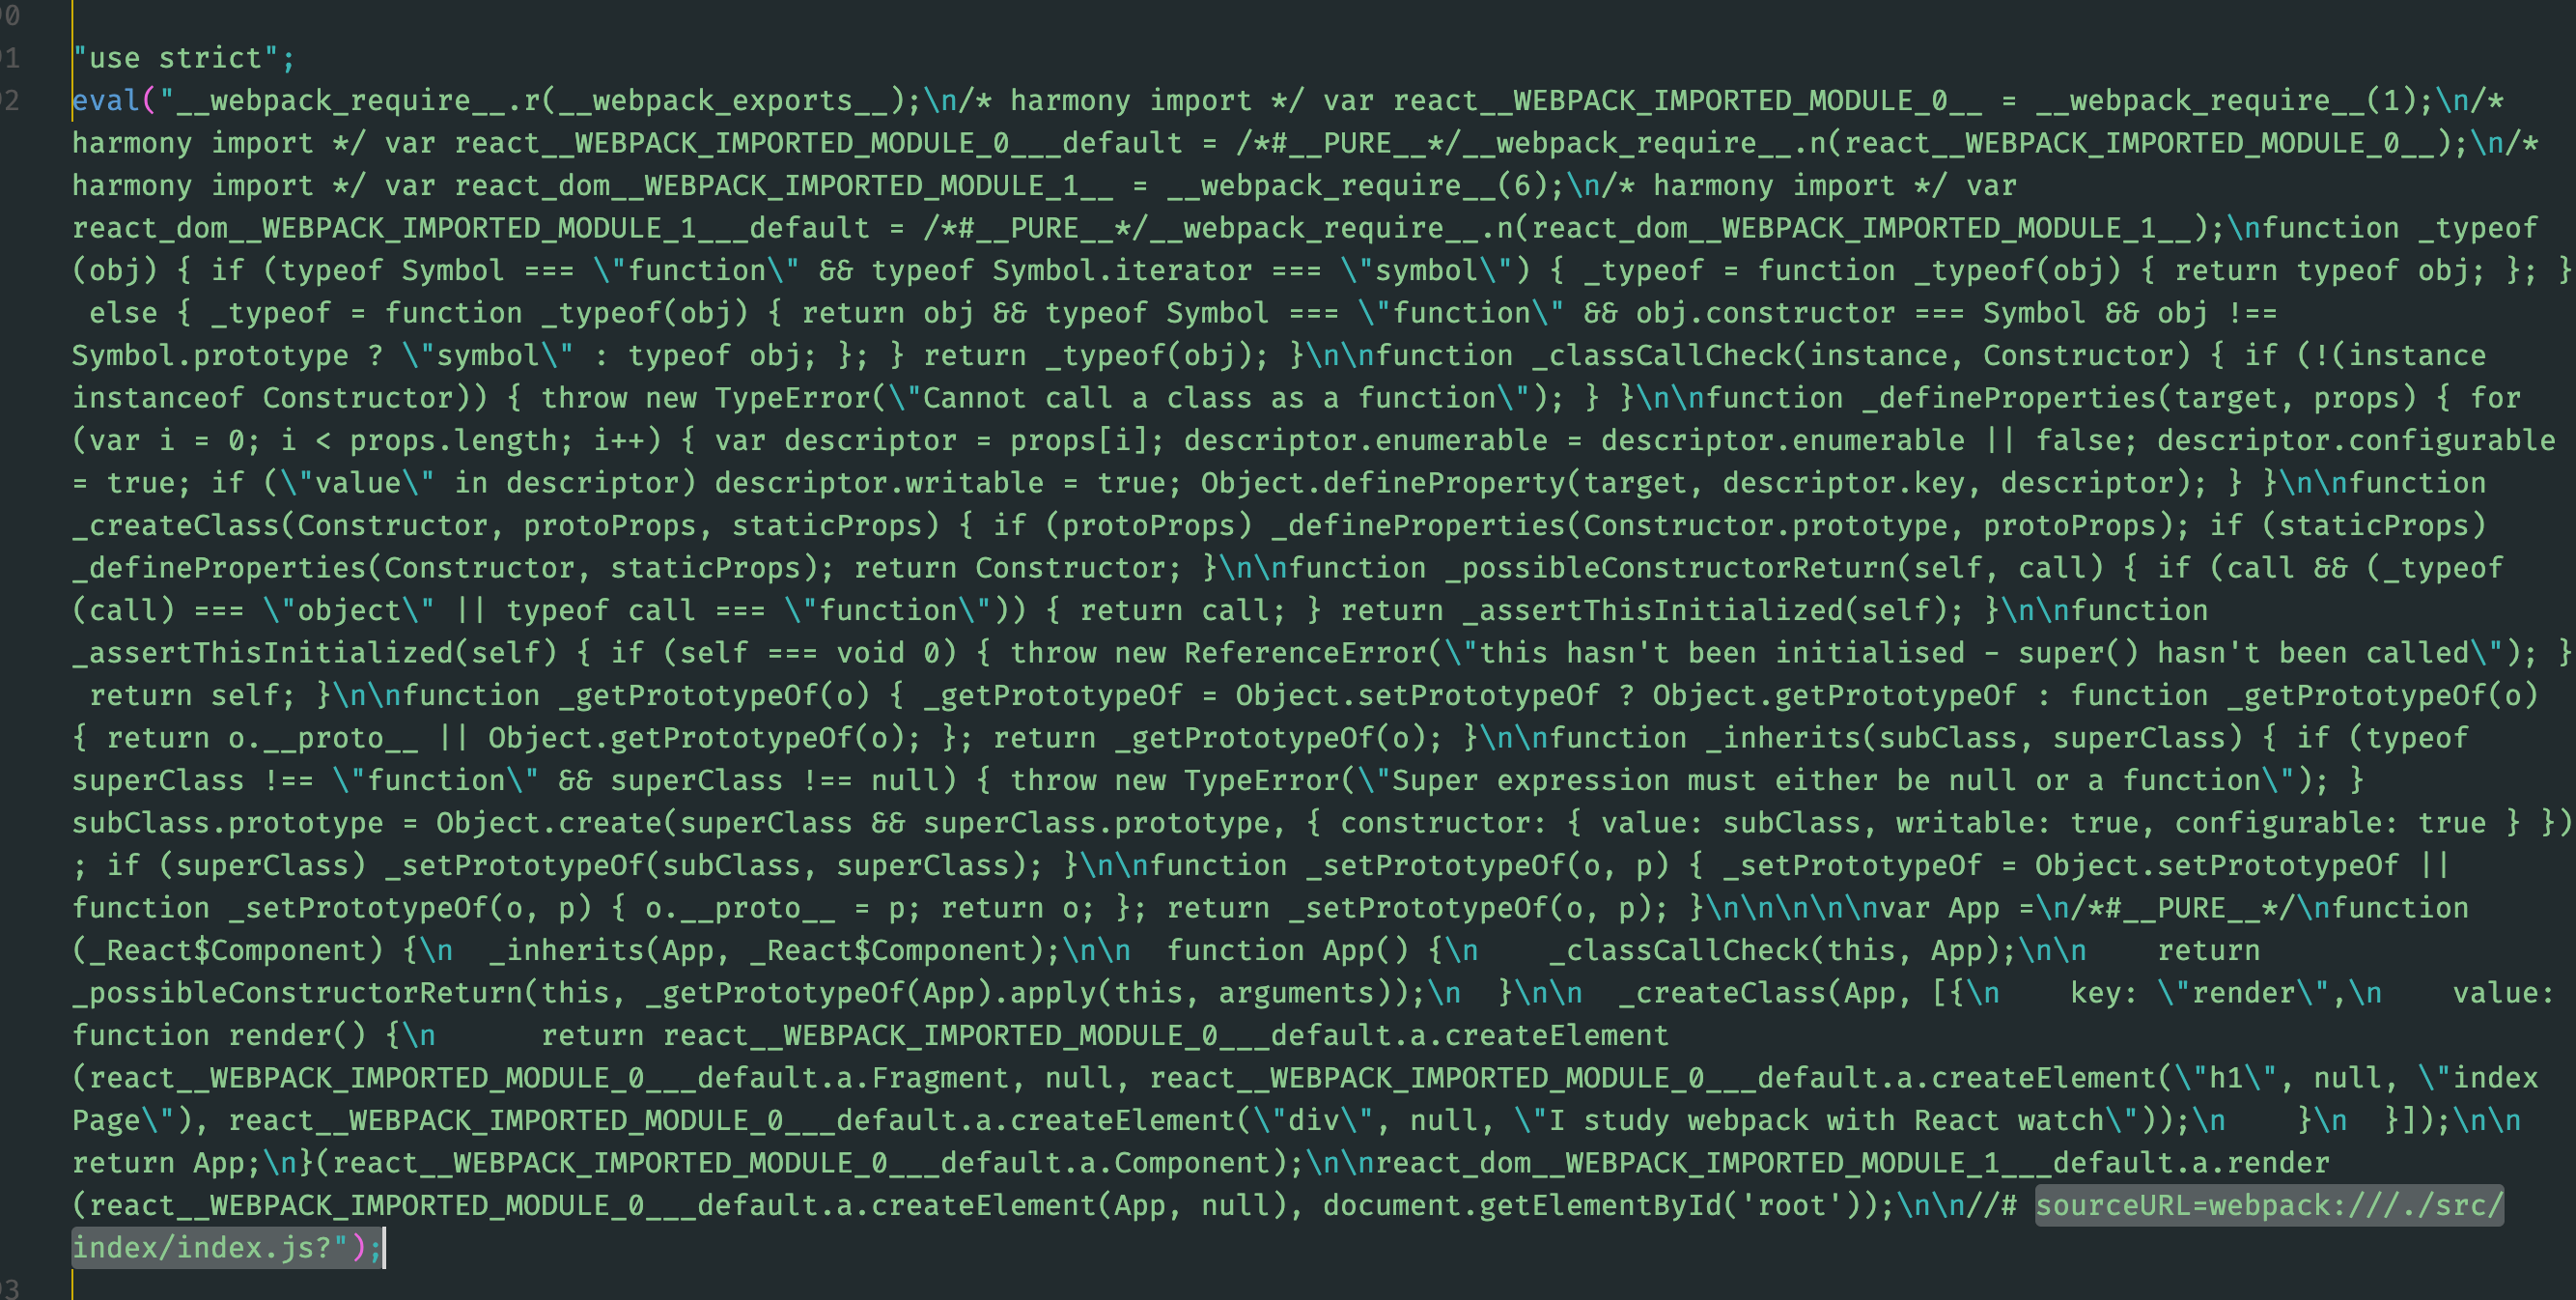 90
91 "use strict";
92 eval("__webpack_require__.r(__webpack_exports__);\n/* harmony import */ var react__WEBPACK_IMPORTED_MODULE_0__ = __webpack_require__(1);\n/*
harmony import */ var react__WEBPACK_IMPORTED_MODULE_0___default = /*#__PURE__*/__webpack_require__.n(react__WEBPACK_IMPORTED_MODULE_0__);\n/*
harmony import */ var react_dom__WEBPACK_IMPORTED_MODULE_1__ = __webpack_require__(6);\n/* harmony import */ var
react_dom__WEBPACK_IMPORTED_MODULE_1___default = /*#__PURE__*/__webpack_require__.n(react_dom__WEBPACK_IMPORTED_MODULE_1__);\nfunction _typeof
(obj) { if (typeof Symbol === \"function\" && typeof Symbol.iterator === \"symbol\") { _typeof = function _typeof(obj) { return typeof obj; }; }
else { _typeof = function _typeof(obj) { return obj && typeof Symbol === \"function\" && obj.constructor === Symbol && obj !==
Symbol.prototype ? \"symbol\" : typeof obj; }; } return _typeof(obj); }\n\nfunction _classCallCheck(instance, Constructor) { if (!(instance
instanceof Constructor)) { throw new TypeError(\"Cannot call a class as a function\"); } }\n\nfunction _defineProperties(target, props) { for
(var i = 0; i < props.length; i++) { var descriptor = props[i]; descriptor.enumerable = descriptor.enumerable || false; descriptor.configurable
= true; if (\"value\" in descriptor) descriptor.writable = true; Object.defineProperty(target, descriptor.key, descriptor); } }\n\nfunction
_createClass(Constructor, protoProps, staticProps) { if (protoProps) _defineProperties(Constructor.prototype, protoProps); if (staticProps)
_defineProperties(Constructor, staticProps); return Constructor; }\n\nfunction _possibleConstructorReturn(self, call) { if (call && (_typeof
(call) === \"object\" || typeof call === \"function\")) { return call; } return _assertThisInitialized(self); }\n\nfunction
_assertThisInitialized(self) { if (self === void 0) { throw new ReferenceError(\"this hasn't been initialised - super() hasn't been called\"); }
return self; }\n\nfunction _getPrototypeOf(o) { _getPrototypeOf = Object.setPrototypeOf ? Object.getPrototypeOf : function _getPrototypeOf(o)
{ return o.__proto__ || Object.getPrototypeOf(o); }; return _getPrototypeOf(o); }\n\nfunction _inherits(subClass, superClass) { if (typeof
superClass !== \"function\" && superClass !== null) { throw new TypeError(\"Super expression must either be null or a function\"); }
subClass.prototype = Object.create(superClass && superClass.prototype, { constructor: { value: subClass, writable: true, configurable: true } })
; if (superClass) _setPrototypeOf(subClass, superClass); }\n\nfunction _setPrototypeOf(o, p) { _setPrototypeOf = Object.setPrototypeOf ||
function _setPrototypeOf(o, p) { o.__proto__ = p; return o; }; return _setPrototypeOf(o, p); }\n\n\n\n\nvar App =\n/*#__PURE__*/\nfunction
(_React$Component) {\n  _inherits(App, _React$Component);\n\n  function App() {\n    _classCallCheck(this, App);\n\n    return
_possibleConstructorReturn(this, _getPrototypeOf(App).apply(this, arguments));\n  }\n\n  _createClass(App, [{\n    key: \"render\",\n    value:
function render() {\n      return react__WEBPACK_IMPORTED_MODULE_0___default.a.createElement
(react__WEBPACK_IMPORTED_MODULE_0___default.a.Fragment, null, react__WEBPACK_IMPORTED_MODULE_0___default.a.createElement(\"h1\", null, \"index
Page\"), react__WEBPACK_IMPORTED_MODULE_0___default.a.createElement(\"div\", null, \"I study webpack with React watch\"));\n    }\n  }]);\n\n
return App;\n}(react__WEBPACK_IMPORTED_MODULE_0___default.a.Component);\n\nreact_dom__WEBPACK_IMPORTED_MODULE_1___default.a.render
(react__WEBPACK_IMPORTED_MODULE_0___default.a.createElement(App, null), document.getElementById('root'));\n\n//# sourceURL=webpack:///./src/
index/index.js?");
93